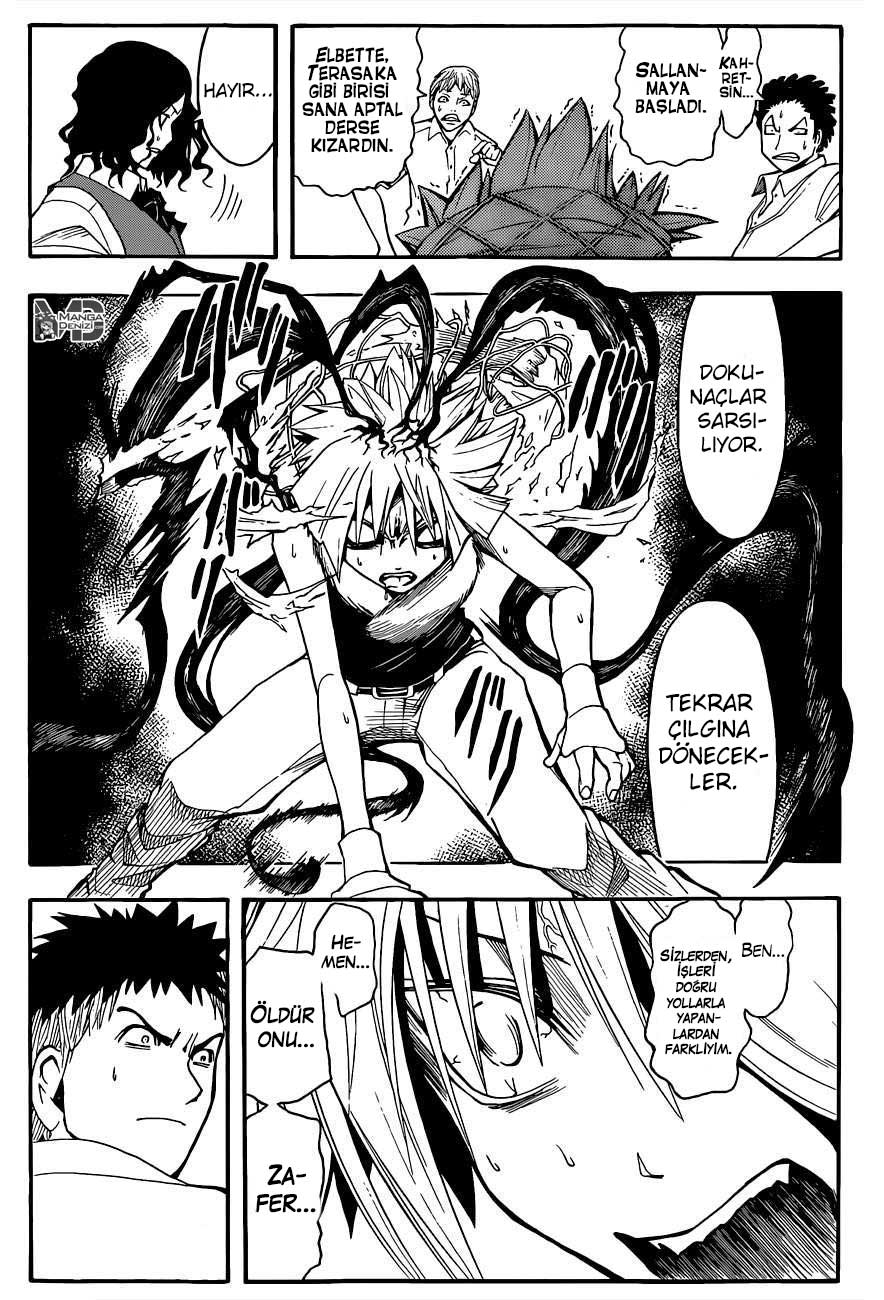 KAH-
RET-
SİN...
SALLAN-
MAYA
BAŞLADI.
ELBETTE,
TERASAKA
GİBİ BİRİSİ
SANA APTAL
DERSE
KIZARDIN.
HAYIR...
MANGA
DENİZİ
DOKU-
NAÇLAR
SARSI-
LIYOR.
TEKRAR
ÇILGINA
DÖNECEK-
LER.
BEN...
SİZLERDEN,
İŞLERİ
DOĞRU
YOLLARLA
YAPAN-
LARDAN
FARKLİYİM.
HE-
MEN...
ÖLDÜR
ONU...
ZA-
FER...